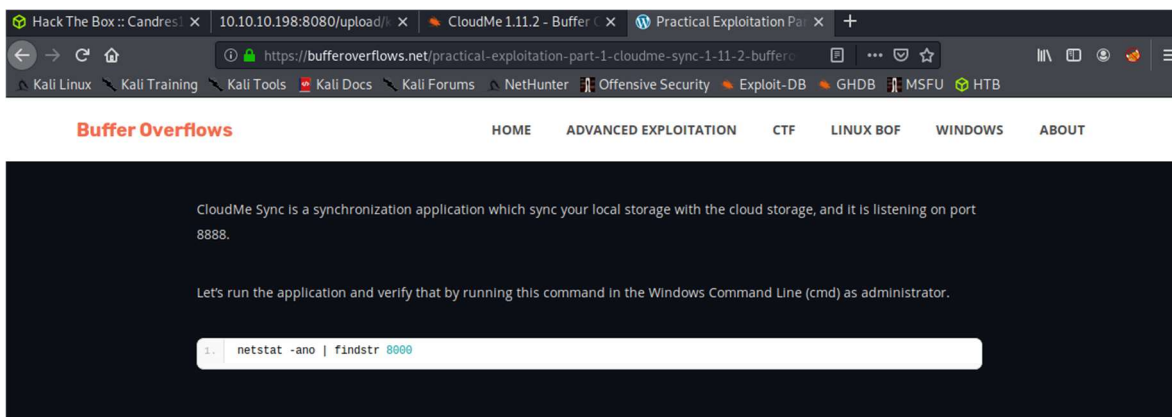 Hack The Box :: Candres1
10.10.10.198:8080/upload/k
CloudMe 1.11.2 - Buffer O
Practical Exploitation Par
https://bufferoverflows.net/practical-exploitation-part-1-cloudme-sync-1-11-2-buffero
Kali Linux Kali Training Kali Tools Kali Docs Kali Forums NetHunter Offensive Security Exploit-DB GHDB MSFU HTB
Buffer Overflows
HOME ADVANCED EXPLOITATION CTF LINUX BOF WINDOWS ABOUT
CloudMe Sync is a synchronization application which sync your local storage with the cloud storage, and it is listening on port
8888.
Let's run the application and verify that by running this command in the Windows Command Line (cmd) as administrator.
1. netstat -ano | findstr 8000